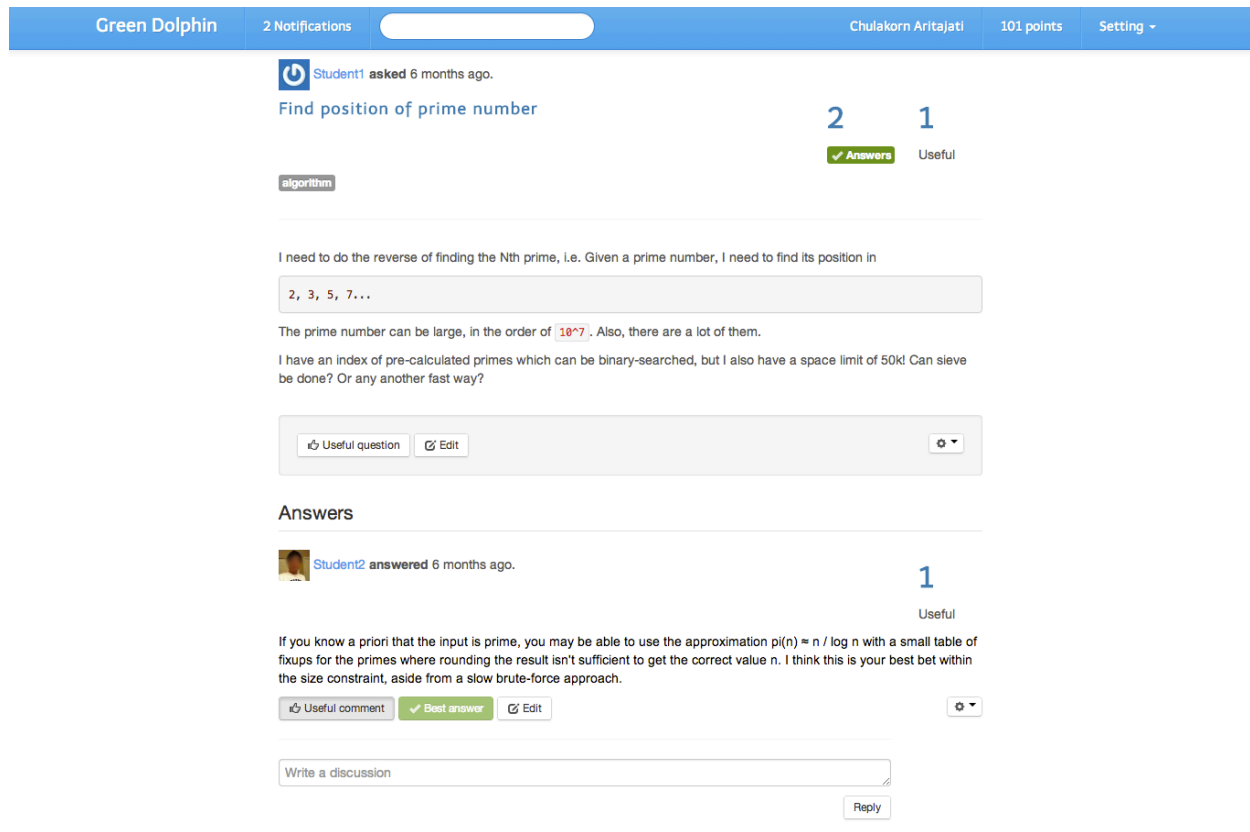 Green Dolphin 2 Notifications Chulakorn Aritajati 101 points Setting
Student1 asked 6 months ago.
Find position of prime number
2 1
Answers Useful
algorithm
I need to do the reverse of finding the Nth prime, i.e. Given a prime number, I need to find its position in
2, 3, 5, 7...
The prime number can be large, in the order of 10^7 . Also, there are a lot of them.
I have an index of pre-calculated primes which can be binary-searched, but I also have a space limit of 50k! Can sieve
be done? Or any another fast way?
Useful question Edit
Answers
Student2 answered 6 months ago.
1
Useful
If you know a priori that the input is prime, you may be able to use the approximation pi(n) ≈ n / log n with a small table of
fixups for the primes where rounding the result isn't sufficient to get the correct value n. I think this is your best bet within
the size constraint, aside from a slow brute-force approach.
Useful comment Best answer Edit
Write a discussion
Reply